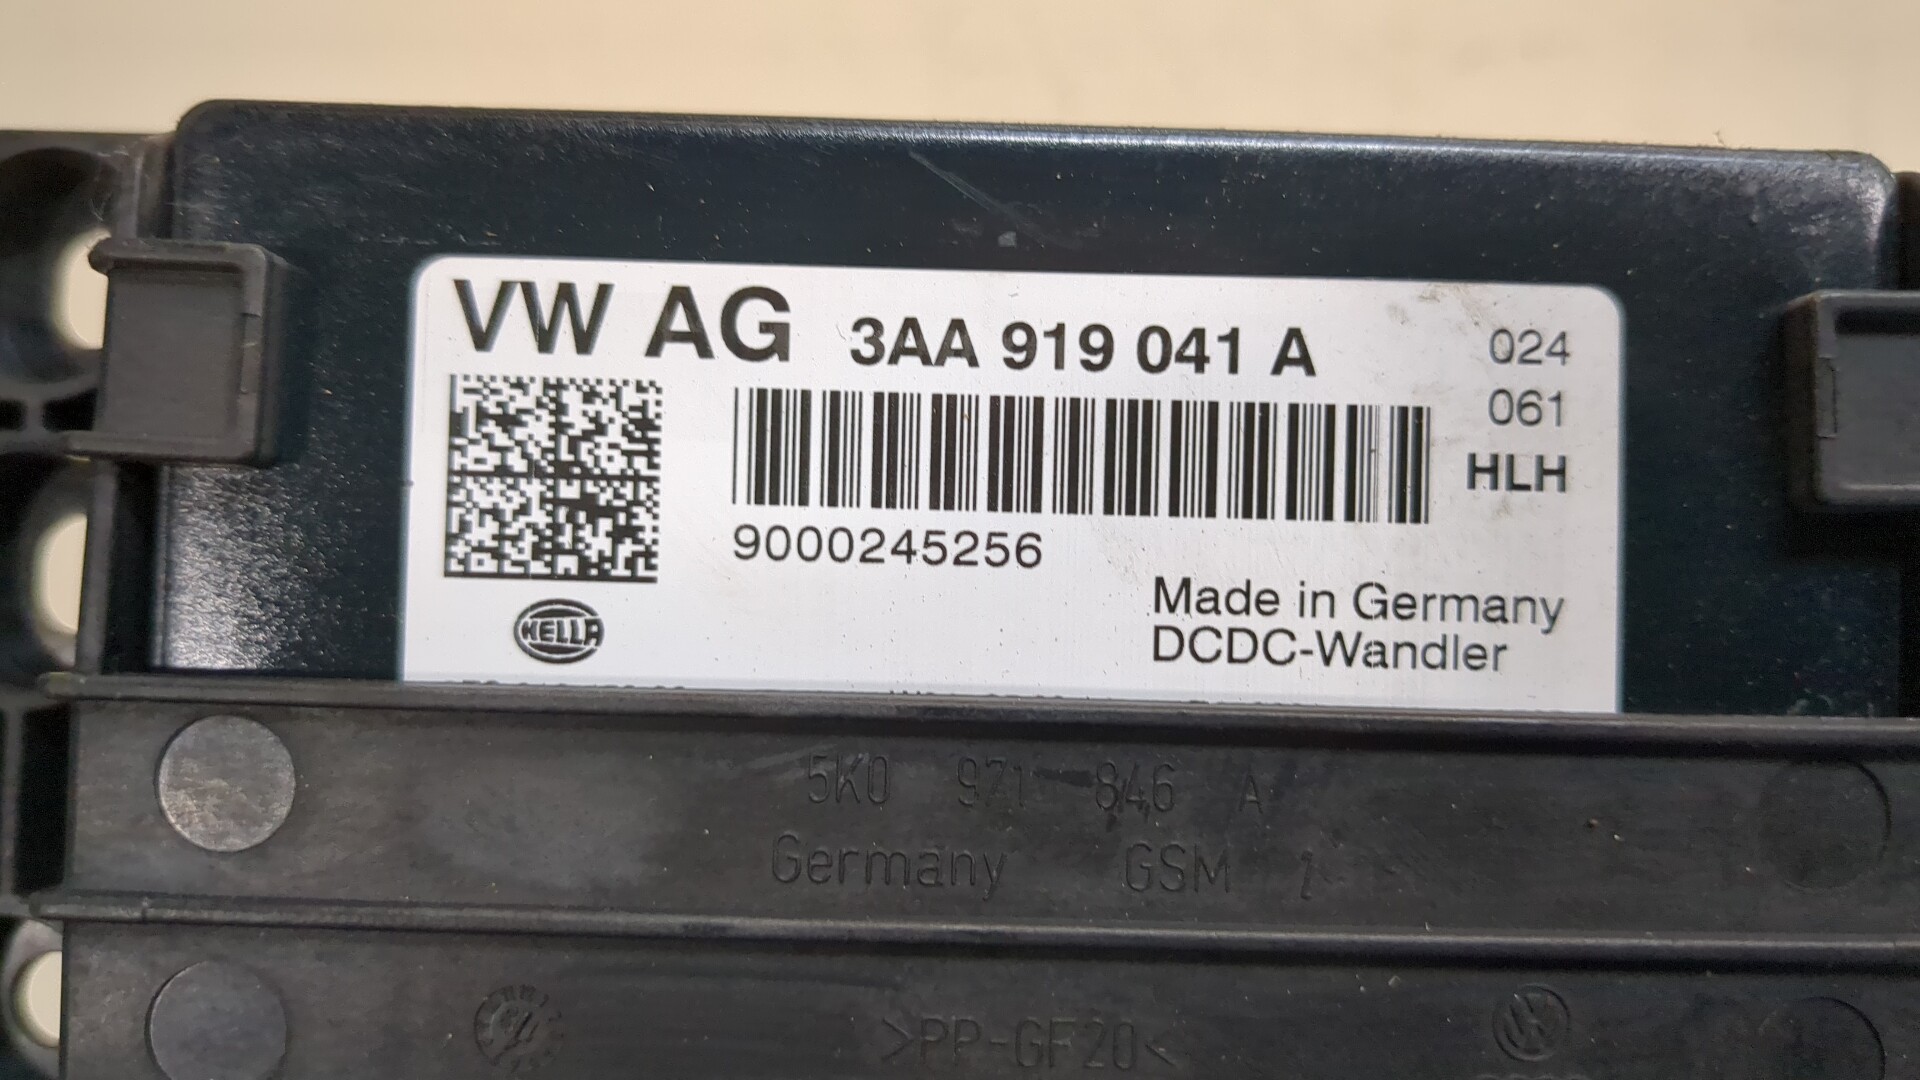 VW AG 3AA 919 041 A 024
061
HLH
9000245256
HELLA
Made in Germany
DCDC-Wandler
5K0 971 846 A
Germany GSM
>PP-GF20<